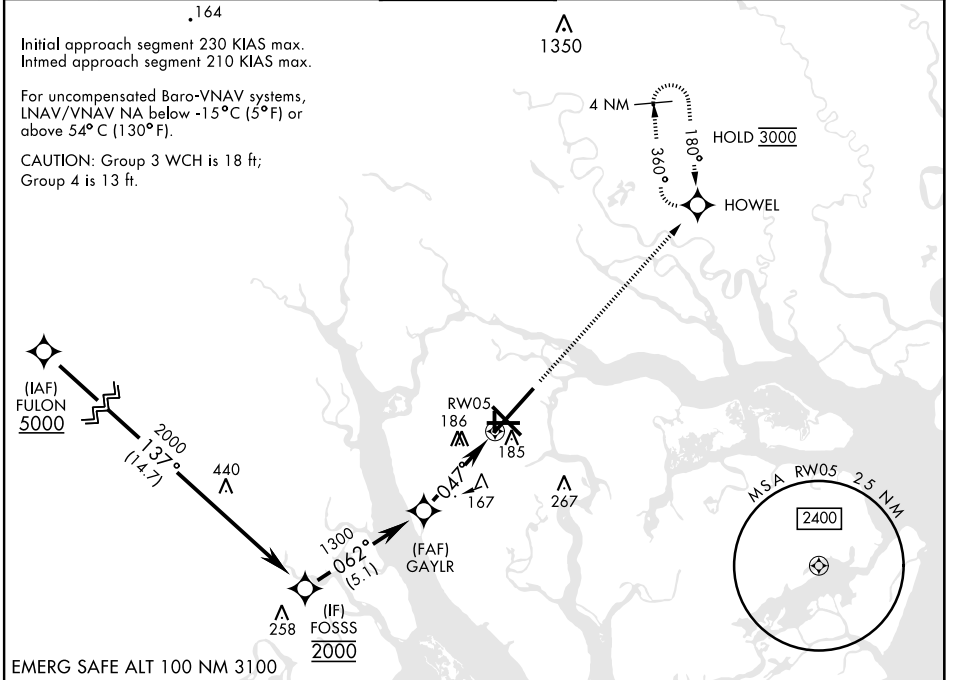 164
Initial approach segment 230 KIAS max.
Intmed approach segment 210 KIAS max.
For uncompensated Baro-VNAV systems,
LNAV/VNAV NA below -15°C (5°F) or
above 54°C (130°F).
CAUTION: Group 3 WCH is 18 ft;
Group 4 is 13 ft.
1350
4 NM
360°
180°
HOLD 3000
HOWEL
(IAF)
FULON
5000
2000
137°
(14.7)
440
RW05
186
185
047°
167
267
(FAF)
GAYLR
1300
062°
(5.1)
258
(IF)
FOSSS
2000
MSA RW05 25 NM
2400
EMERG SAFE ALT 100 NM 3100